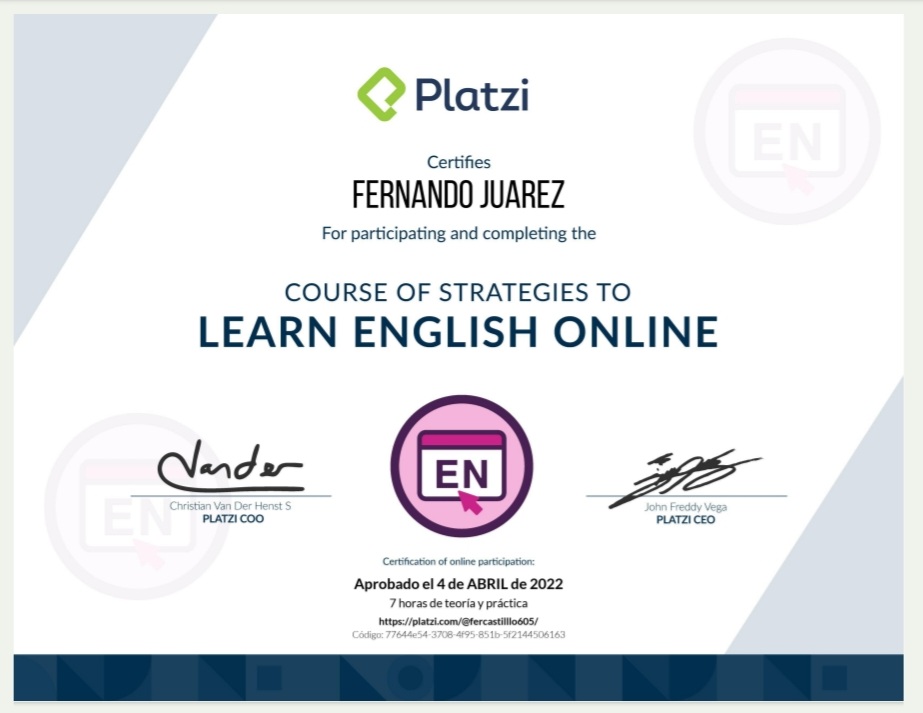 Platzi
EN
Certifies
FERNANDO JUAREZ
For participating and completing the
COURSE OF STRATEGIES TO
LEARN ENGLISH ONLINE
Vander
EN
EN
Christian Van Der Henst S
PLATZI COO
John Freddy Vega
PLATZI CEO
Certification of online participation:
Aprobado el 4 de ABRIL de 2022
7 horas de teoría y práctica
https://platzi.com/@fercastilllo605/
Código: 77644e54-3708-4f95-851b-5f2144506163